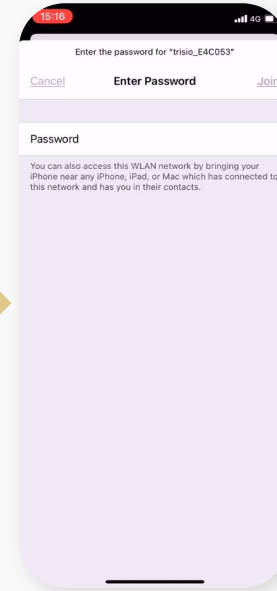 15:16
4G
Enter the password for "trisio_E4C053"
Cancel
Enter Password
Join
Password
You can also access this WLAN network by bringing your
iPhone near any iPhone, iPad, or Mac which has connected to
this network and has you in their contacts.